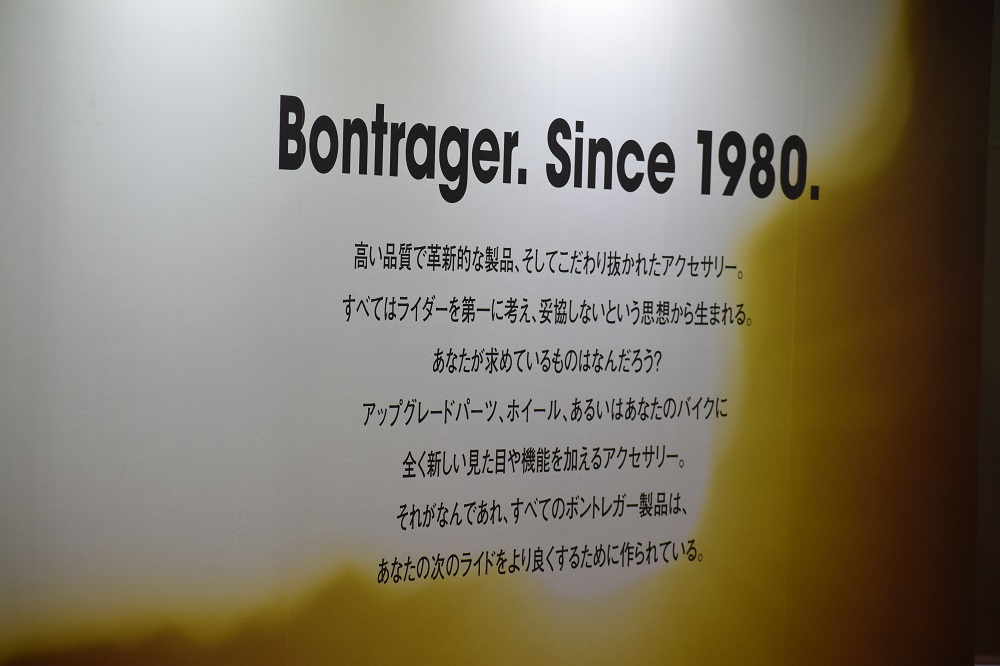 Bontrager. Since 1980.
高い品質で革新的な製品、そしてこだわり抜かれたアクセサリー。
すべてはライダーを第一に考え、妥協しないという思想から生まれる。
あなたが求めているものはなんだろう?
アップグレードパーツ、ホイール、あるいはあなたのバイクに
全く新しい見た目や機能を加えるアクセサリー。
それがなんであれ、すべてのボントレガー製品は、
あなたの次のライドをより良くするために作られている。